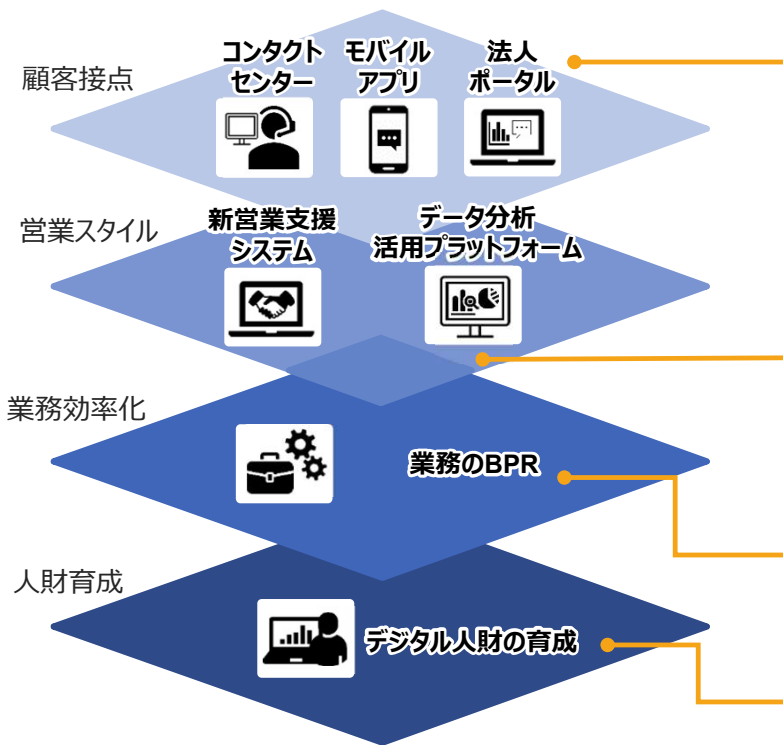 顧客接点
コンタクト
センター
モバイル
アプリ
法人
ポータル
営業スタイル
新営業支援
システム
データ分析
活用プラットフォーム
業務効率化
業務のBPR
人財育成
デジタル人財の育成